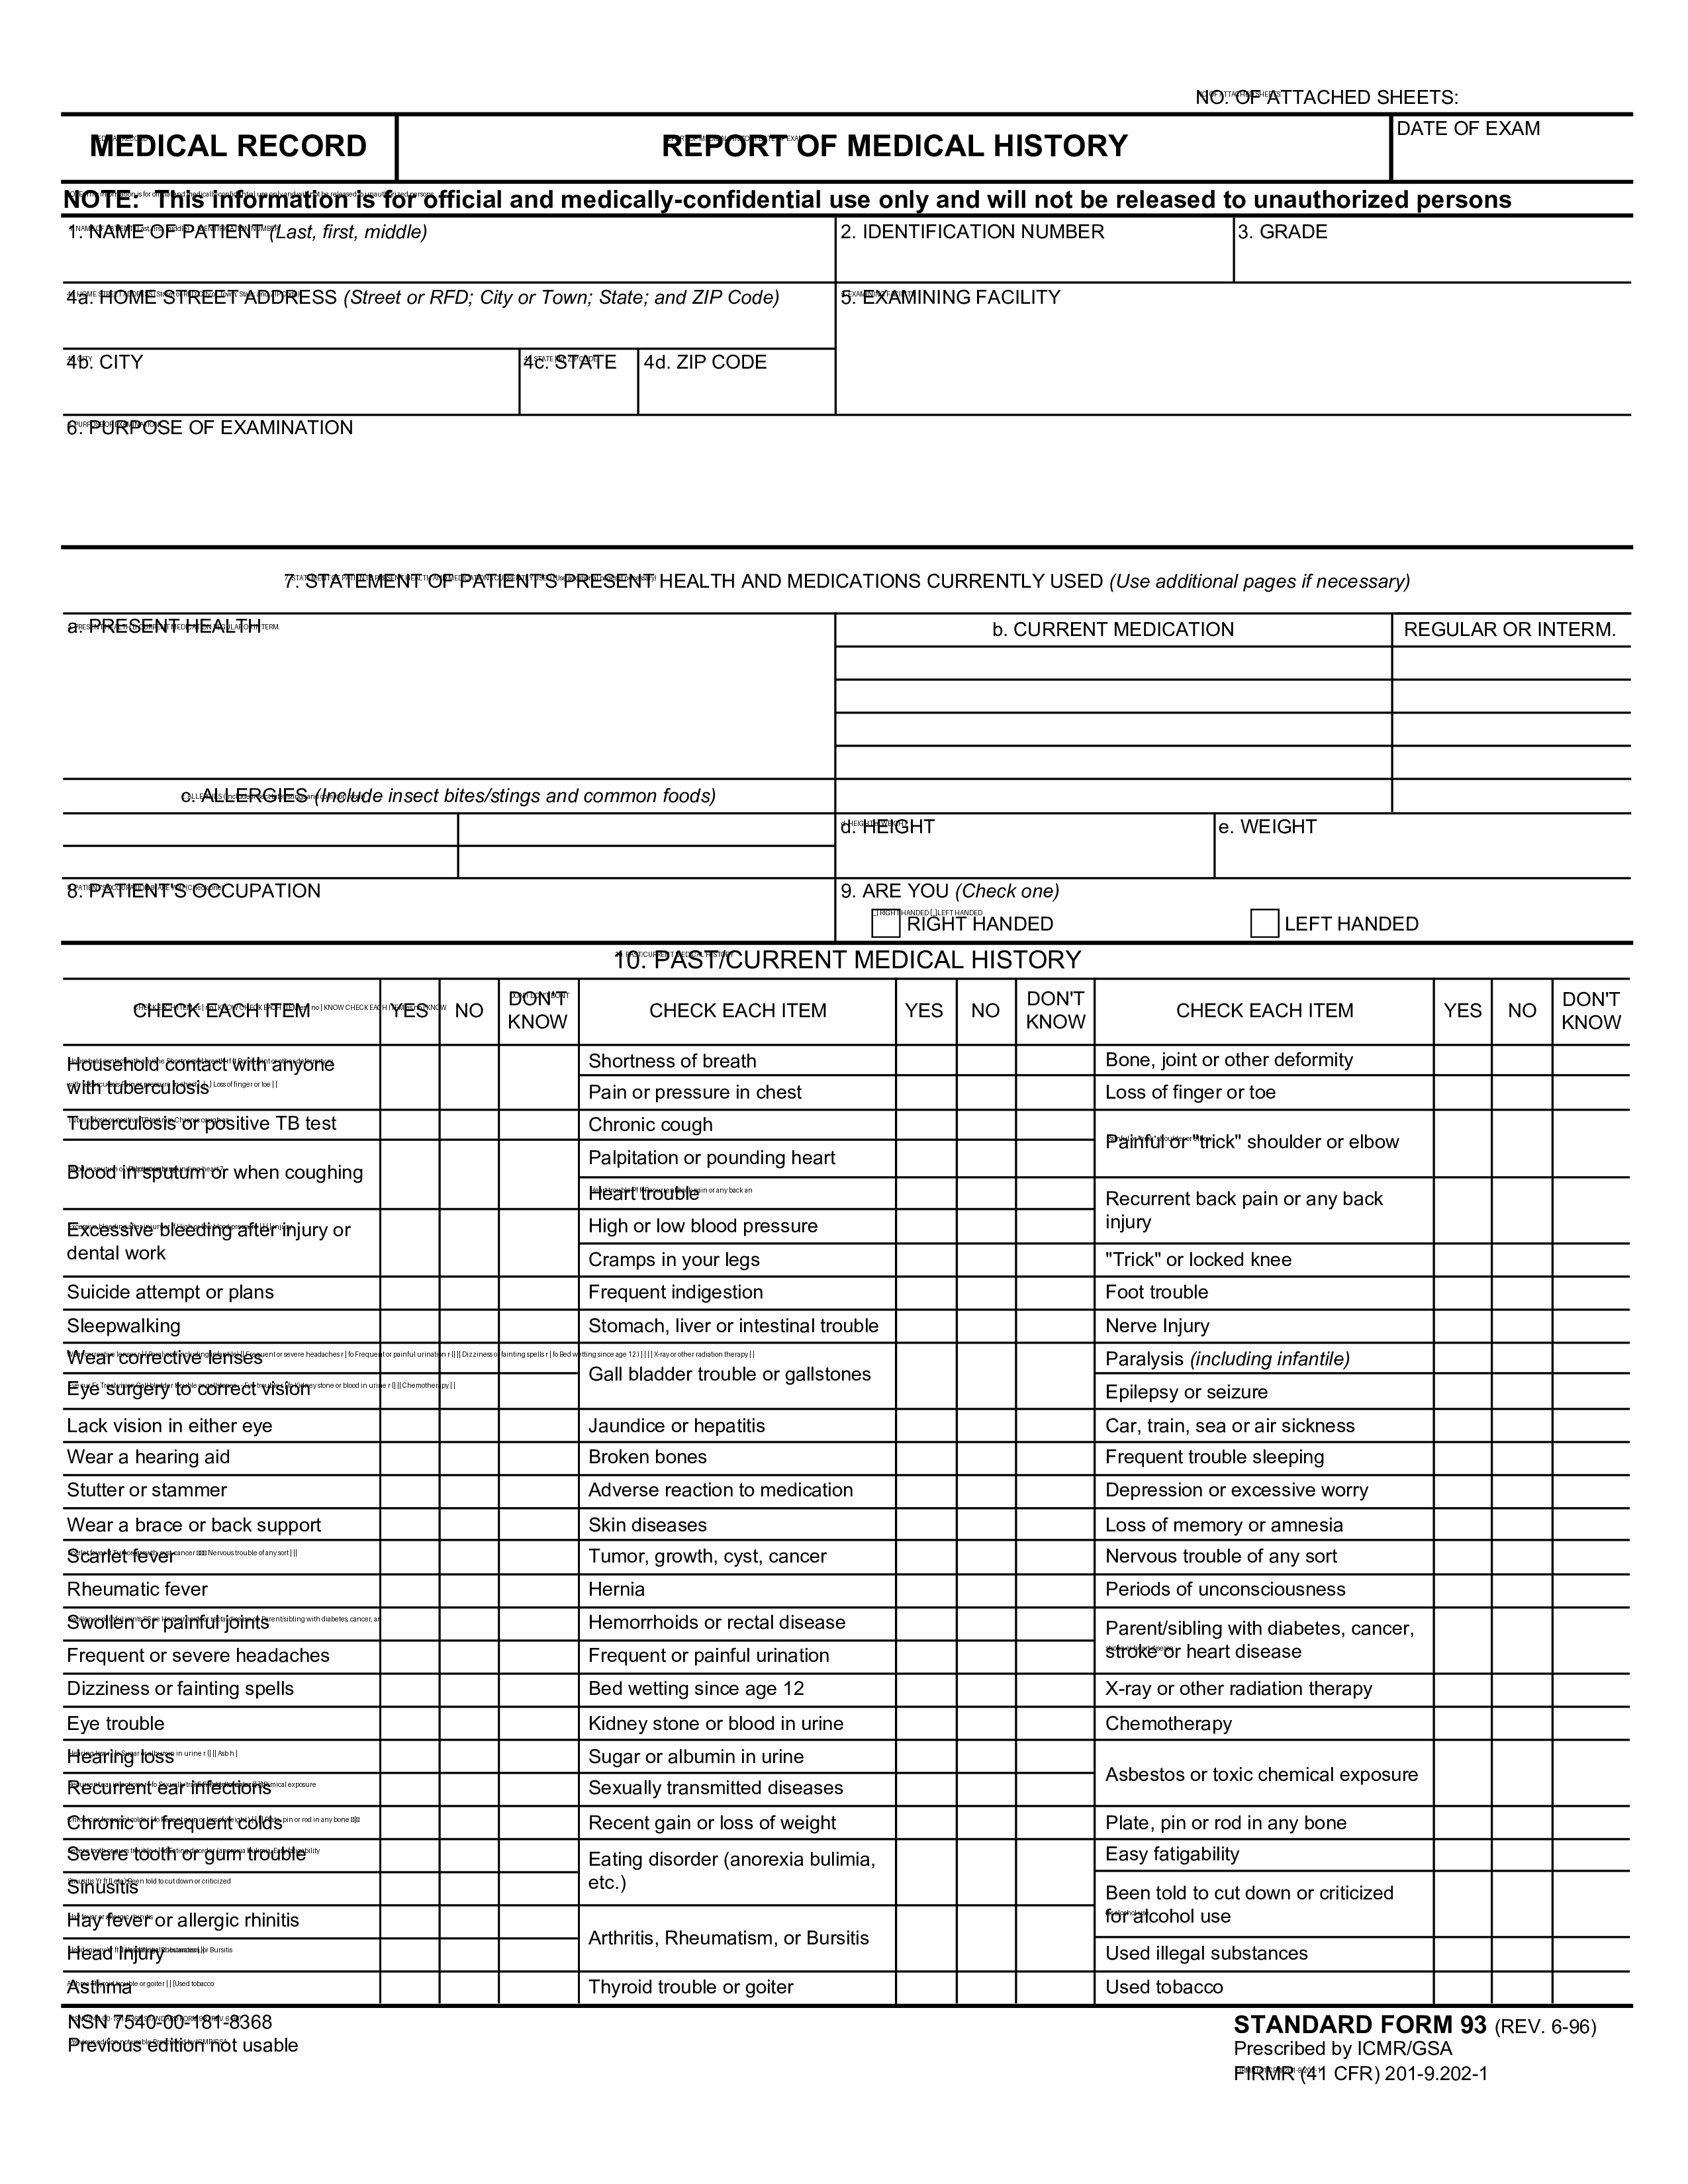 NO. OF ATTACHED SHEETS:
MEDICAL RECORD
REPORT OF MEDICAL HISTORY
DATE OF EXAM
NOTE: This information is for official and medically-confidential use only and will not be released to unauthorized persons
1. NAME OF PATIENT (Last, first, middle)
2. IDENTIFICATION NUMBER
3. GRADE
4a. HOME STREET ADDRESS (Street or RFD; City or Town; State; and ZIP Code)
5. EXAMINING FACILITY
4b. CITY
4c. STATE
4d. ZIP CODE
6. PURPOSE OF EXAMINATION
7. STATEMENT OF PATIENT'S PRESENT HEALTH AND MEDICATIONS CURRENTLY USED (Use additional pages if necessary)
a. PRESENT HEALTH
b. CURRENT MEDICATION
REGULAR OR INTERM.
c. ALLERGIES (Include insect bites/stings and common foods)
d. HEIGHT
e. WEIGHT
8. PATIENT'S OCCUPATION
9. ARE YOU (Check one)
RIGHT HANDED
LEFT HANDED
10. PAST/CURRENT MEDICAL HISTORY
CHECK EACH ITEM
YES
NO
DON'T
KNOW
CHECK EACH ITEM
YES
NO
DON'T
KNOW
CHECK EACH ITEM
YES
NO
DON'T
KNOW
Household contact with anyone
with tuberculosis
Tuberculosis or positive TB test
Blood in sputum or when coughing
Excessive bleeding after injury or
dental work
Suicide attempt or plans
Sleepwalking
Wear corrective lenses
Eye surgery to correct vision
Lack vision in either eye
Wear a hearing aid
Stutter or stammer
Wear a brace or back support
Scarlet fever
Rheumatic fever
Swollen or painful joints
Frequent or severe headaches
Dizziness or fainting spells
Eye trouble
Hearing loss
Recurrent ear infections
Chronic or frequent colds
Severe tooth or gum trouble
Sinusitis
Hay fever or allergic rhinitis
Head Injury
Asthma
Shortness of breath
Pain or pressure in chest
Chronic cough
Palpitation or pounding heart
Heart trouble
High or low blood pressure
Cramps in your legs
Frequent indigestion
Stomach, liver or intestinal trouble
Gall bladder trouble or gallstones
Jaundice or hepatitis
Broken bones
Adverse reaction to medication
Skin diseases
Tumor, growth, cyst, cancer
Hernia
Hemorrhoids or rectal disease
Frequent or painful urination
Bed wetting since age 12
Kidney stone or blood in urine
Sugar or albumin in urine
Sexually transmitted diseases
Recent gain or loss of weight
Eating disorder (anorexia bulimia,
etc.)
Arthritis, Rheumatism, or Bursitis
Thyroid trouble or goiter
Bone, joint or other deformity
Loss of finger or toe
Painful or "trick" shoulder or elbow
Recurrent back pain or any back
injury
"Trick" or locked knee
Foot trouble
Nerve Injury
Paralysis (including infantile)
Epilepsy or seizure
Car, train, sea or air sickness
Frequent trouble sleeping
Depression or excessive worry
Loss of memory or amnesia
Nervous trouble of any sort
Periods of unconsciousness
Parent/sibling with diabetes, cancer,
stroke or heart disease
X-ray or other radiation therapy
Chemotherapy
Asbestos or toxic chemical exposure
Plate, pin or rod in any bone
Easy fatigability
Been told to cut down or criticized
for alcohol use
Used illegal substances
Used tobacco
NSN 7540-00-181-8368
Previous edition not usable
STANDARD FORM 93 (REV. 6-96)
Prescribed by ICMR/GSA
FIRMR (41 CFR) 201-9.202-1